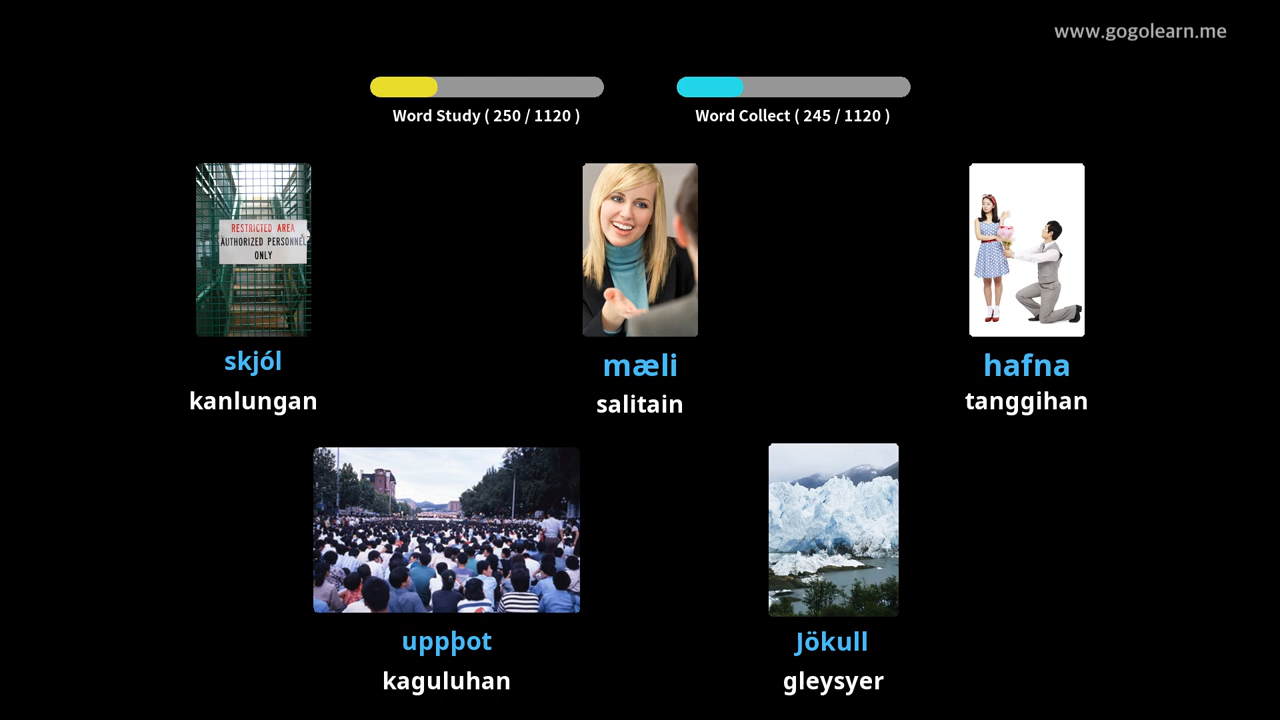 www.gogolearn.me
Word Study ( 250 / 1120 )
Word Collect ( 245 / 1120 )
RESTRICTED AREA
AUTHORIZED PERSONNEL
ONLY
skjól
kanlungan
mæli
salitain
hafna
tanggihan
uppþot
kaguluhan
Jökull
gleysyer